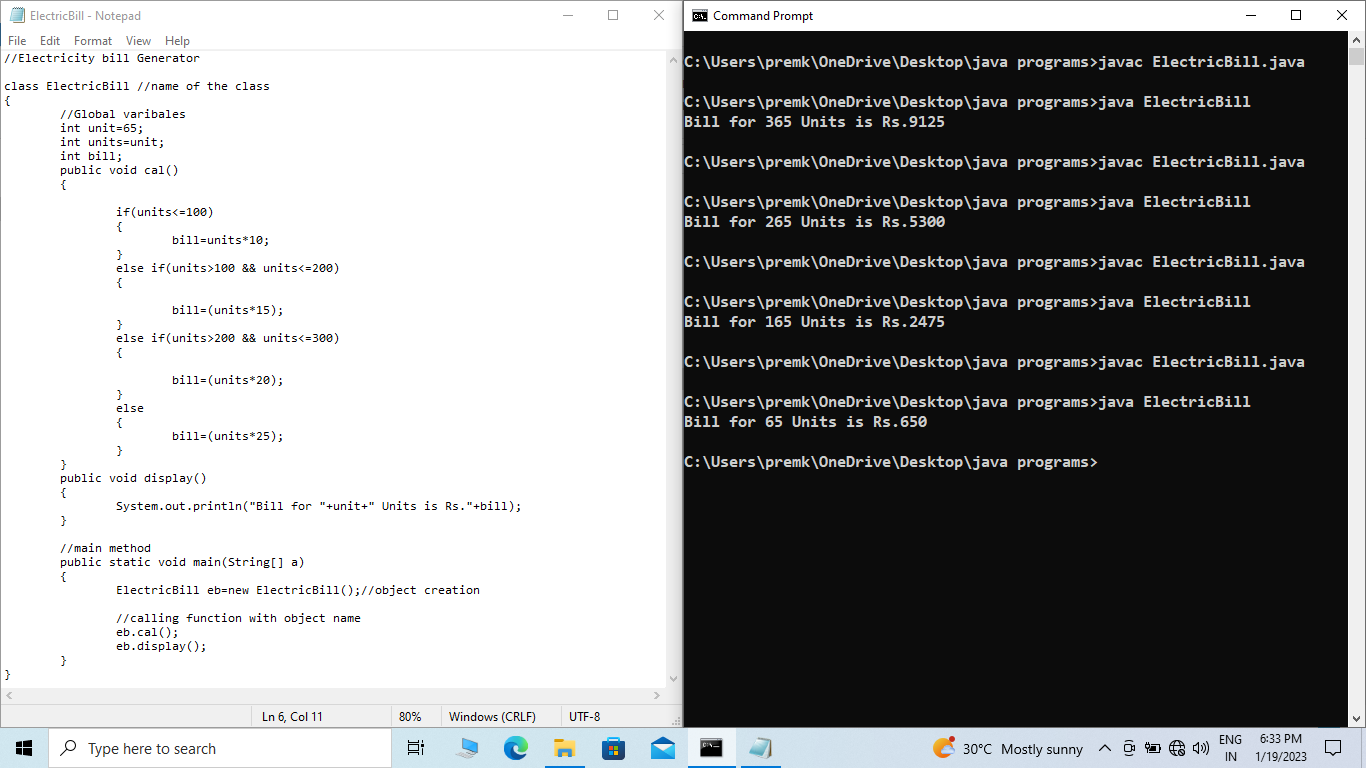 ElectricBill - Notepad
File Edit Format View Help
//Electricity bill Generator
class ElectricBill //name of the class
{
//Global varibales
int unit=65;
int units=unit;
int bill;
public void cal()
{
if(units<=100)
{
bill=units*10;
}
else if(units>100 && units<=200)
{
bill=(units*15);
}
else if(units>200 && units<=300)
{
bill=(units*20);
}
else
{
bill=(units*25);
}
}
public void display()
{
System.out.println("Bill for "+unit+" Units is Rs."+bill);
}
//main method
public static void main(String[] a)
{
ElectricBill eb=new ElectricBill();//object creation
//calling function with object name
eb.cal();
eb.display();
}
}
Ln 6, Col 11 80% Windows (CRLF) UTF-8
Command Prompt
C:\Users\premk\OneDrive\Desktop\java programs>javac ElectricBill.java
C:\Users\premk\OneDrive\Desktop\java programs>java ElectricBill
Bill for 365 Units is Rs.9125
C:\Users\premk\OneDrive\Desktop\java programs>javac ElectricBill.java
C:\Users\premk\OneDrive\Desktop\java programs>java ElectricBill
Bill for 265 Units is Rs.5300
C:\Users\premk\OneDrive\Desktop\java programs>javac ElectricBill.java
C:\Users\premk\OneDrive\Desktop\java programs>java ElectricBill
Bill for 165 Units is Rs.2475
C:\Users\premk\OneDrive\Desktop\java programs>javac ElectricBill.java
C:\Users\premk\OneDrive\Desktop\java programs>java ElectricBill
Bill for 65 Units is Rs.650
C:\Users\premk\OneDrive\Desktop\java programs>
Type here to search
30°C Mostly sunny
ENG
IN
6:33 PM
1/19/2023